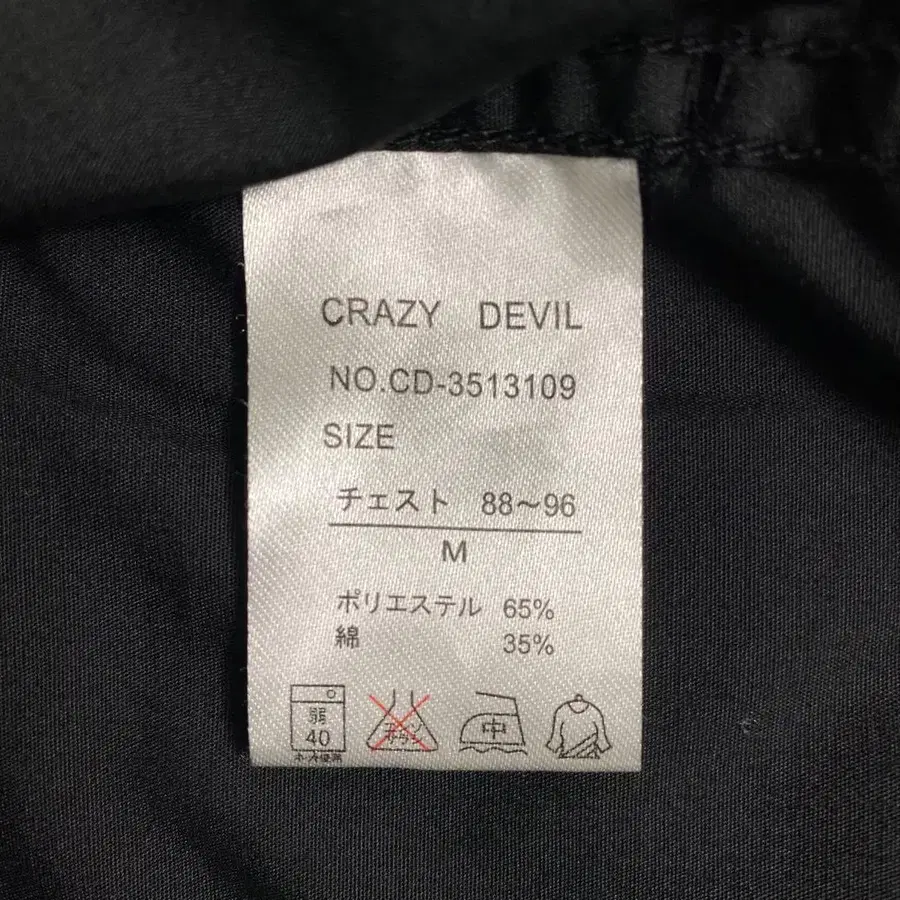 CRAZY DEVIL
NO.CD-3513109
SIZE
チェスト 88～96
M
ポリエステル 65%
綿 35%
弱
40
中